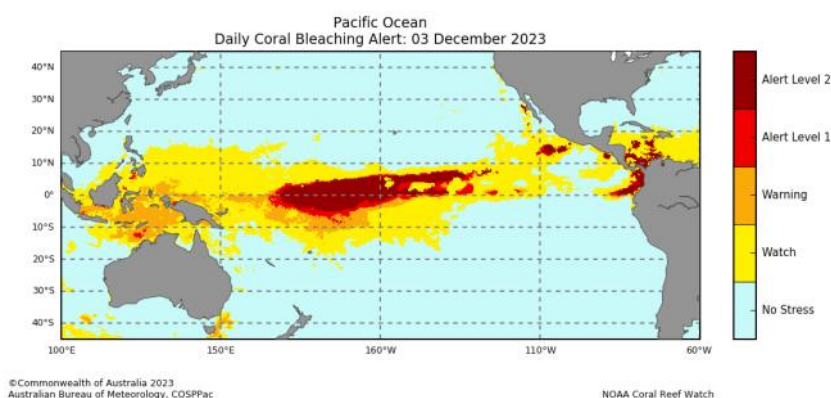 Pacific Ocean
Daily Coral Bleaching Alert: 03 December 2023
40°N
30°N
20°N
10°N
0°
10°S
20°S
30°S
40°S
100°E
150°E
160°W
110°W
60°W
Alert Level 2
Alert Level 1
Warning
Watch
No Stress
©Commonwealth of Australia 2023
Australian Bureau of Meteorology, COSPPac
NOAA Coral Reef Watch